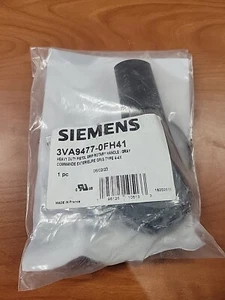 SIEMENS
3VA9477-0FH41
HEAVY DUTY PISTOL GRIP ROTARY HANDLE - GRAY
COMMANDE EXTERIEURE GRIS TYPE 3-4X
1 pc
Made in France